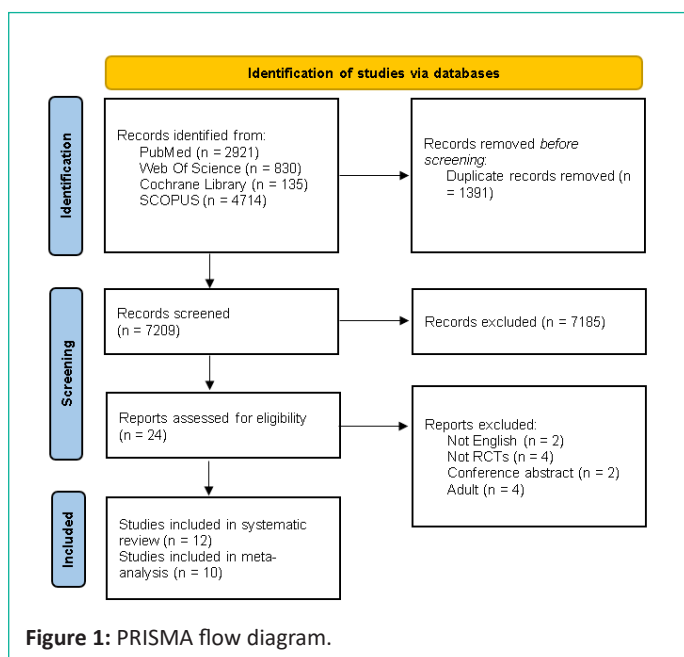 Identification of studies via databases
Identification
Records identified from:
PubMed (n = 2921)
Web Of Science (n = 830)
Cochrane Library (n = 135)
SCOPUS (n = 4714)
Records removed before
screening:
Duplicate records removed (n
= 1391)
Screening
Records screened
(n = 7209)
Records excluded (n = 7185)
Reports assessed for eligibility
(n = 24)
Reports excluded:
Not English (n = 2)
Not RCTs (n = 4)
Conference abstract (n = 2)
Adult (n = 4)
Included
Studies included in systematic
review (n = 12)
Studies included in meta-
analysis (n = 10)
Figure 1: PRISMA flow diagram.